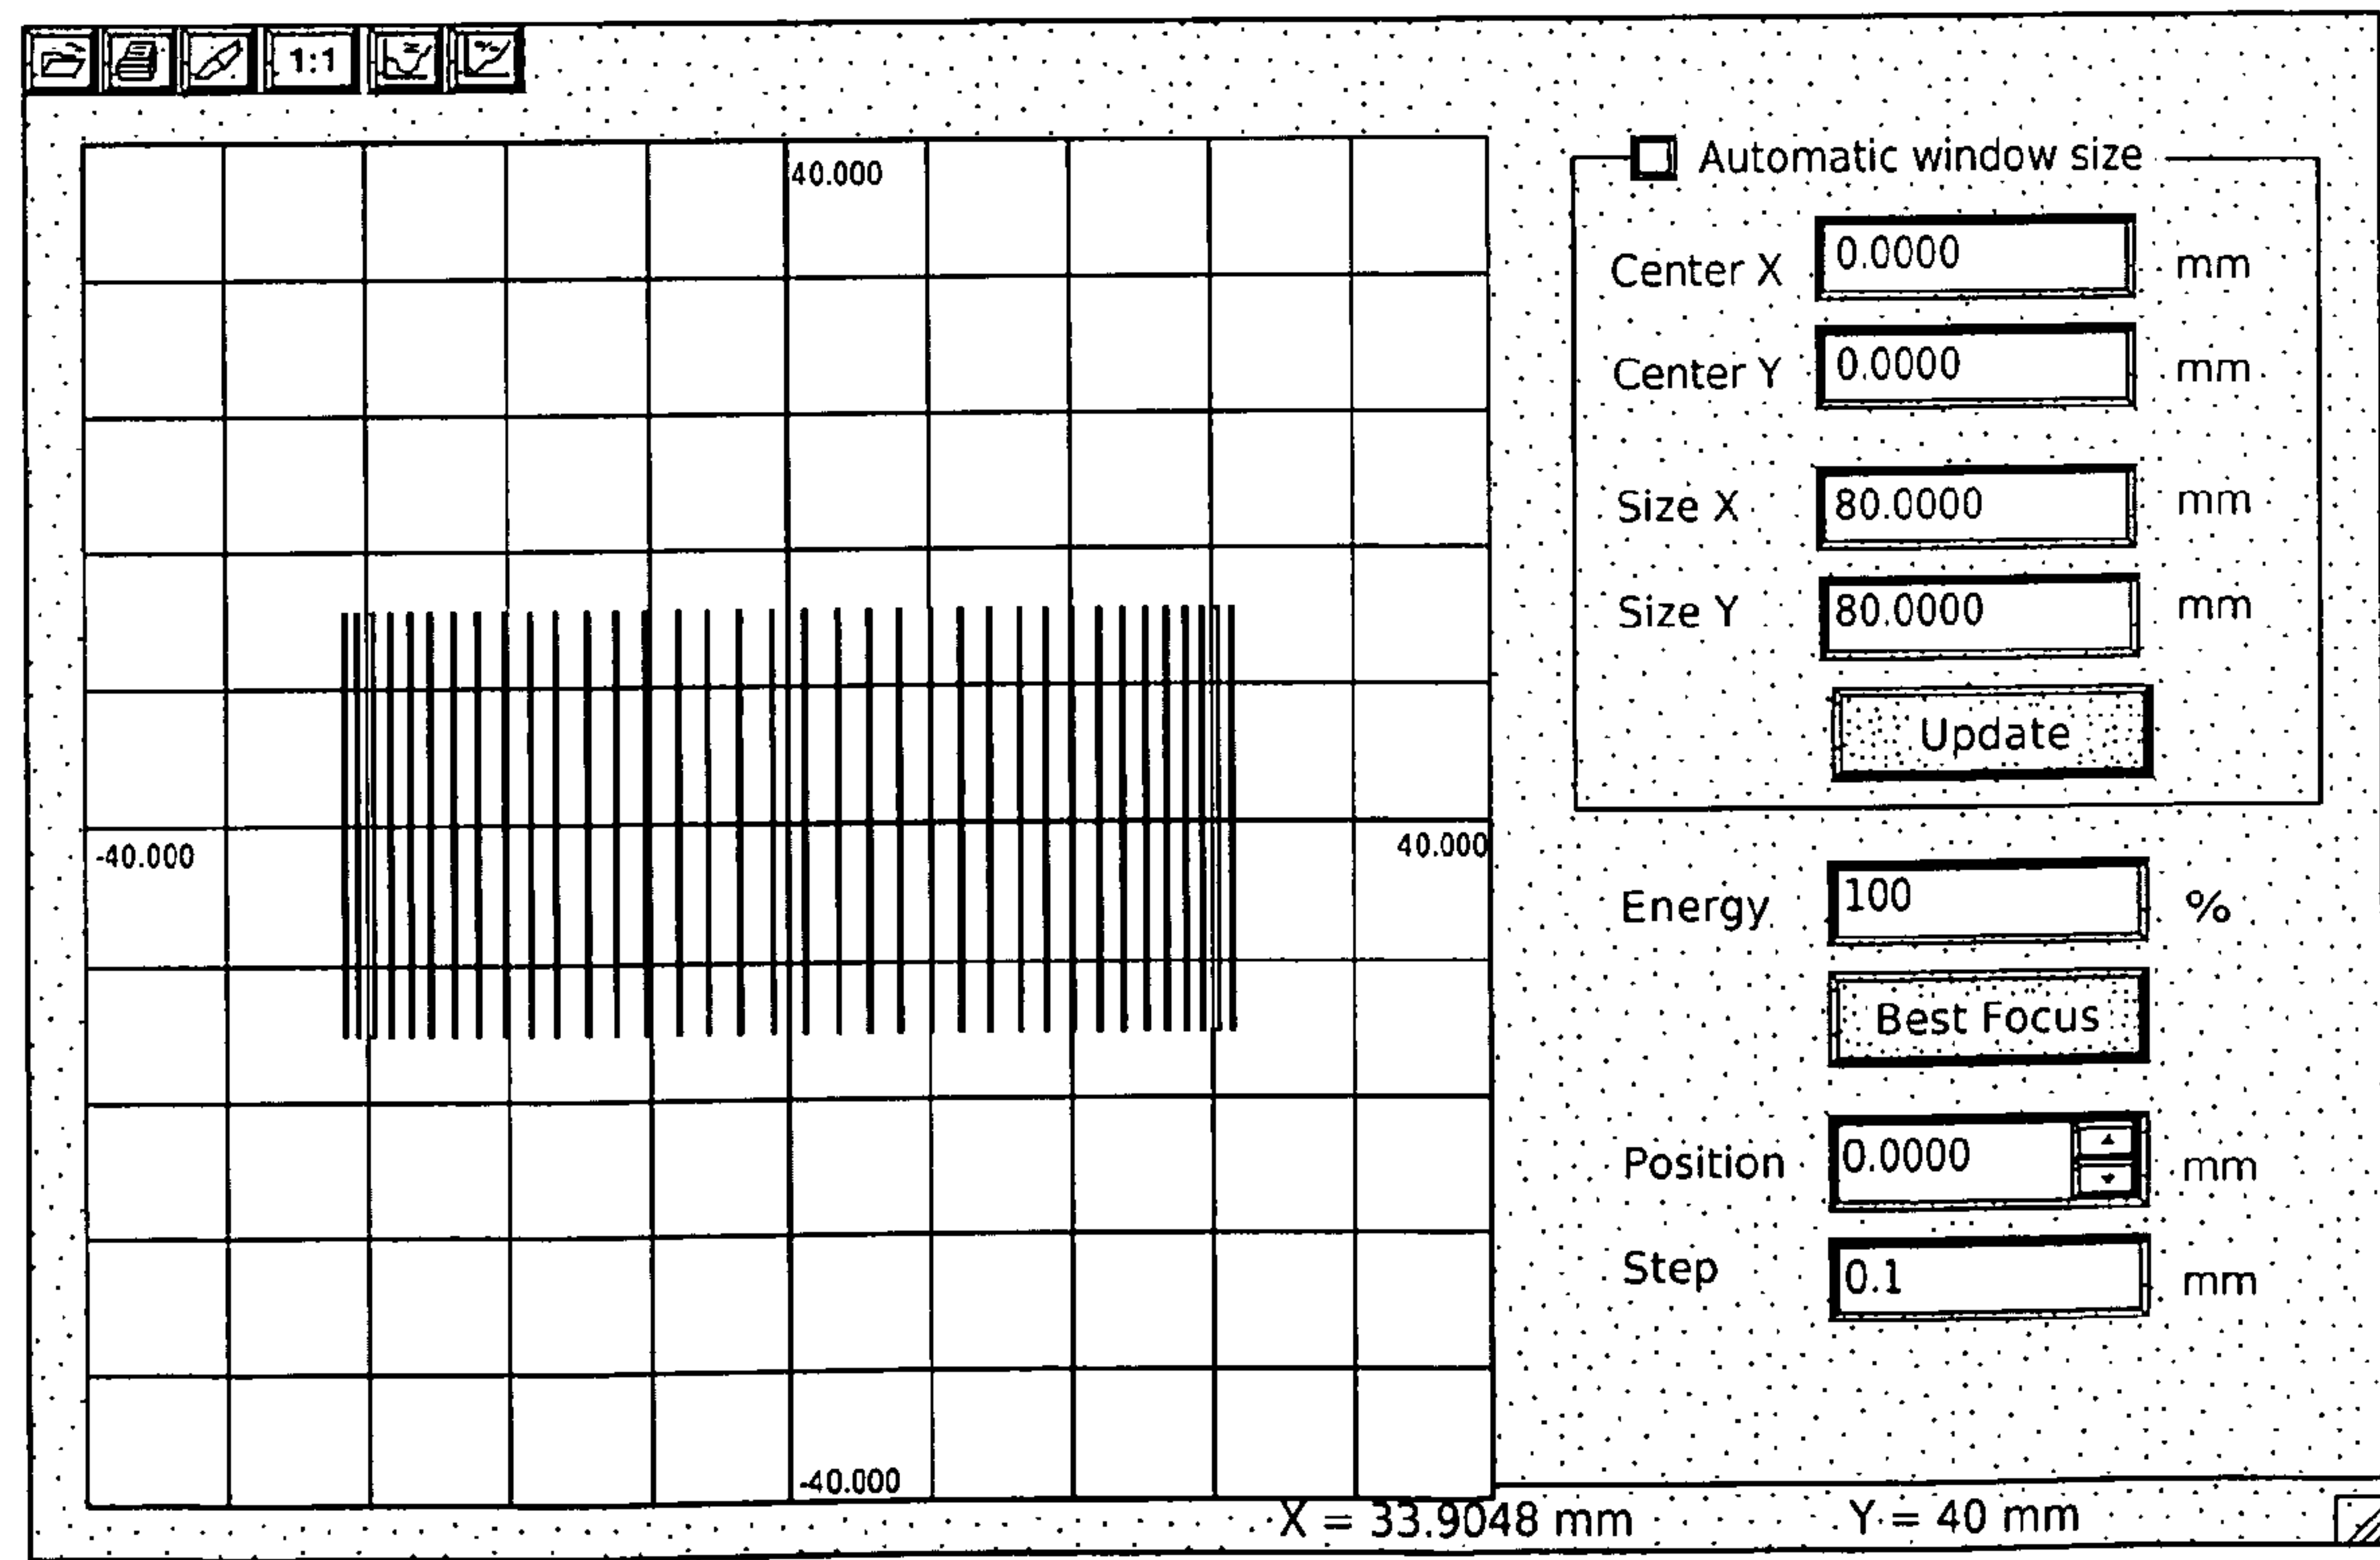 1:1
40.000
-40.000
40.000
-40.000
Automatic window size
Center X 0.0000 mm
Center Y 0.0000 mm
Size X 80.0000 mm
Size Y 80.0000 mm
Update
Energy 100 %
Best Focus
Position 0.0000 mm
Step 0.1 mm
X = 33.9048 mm Y = 40 mm